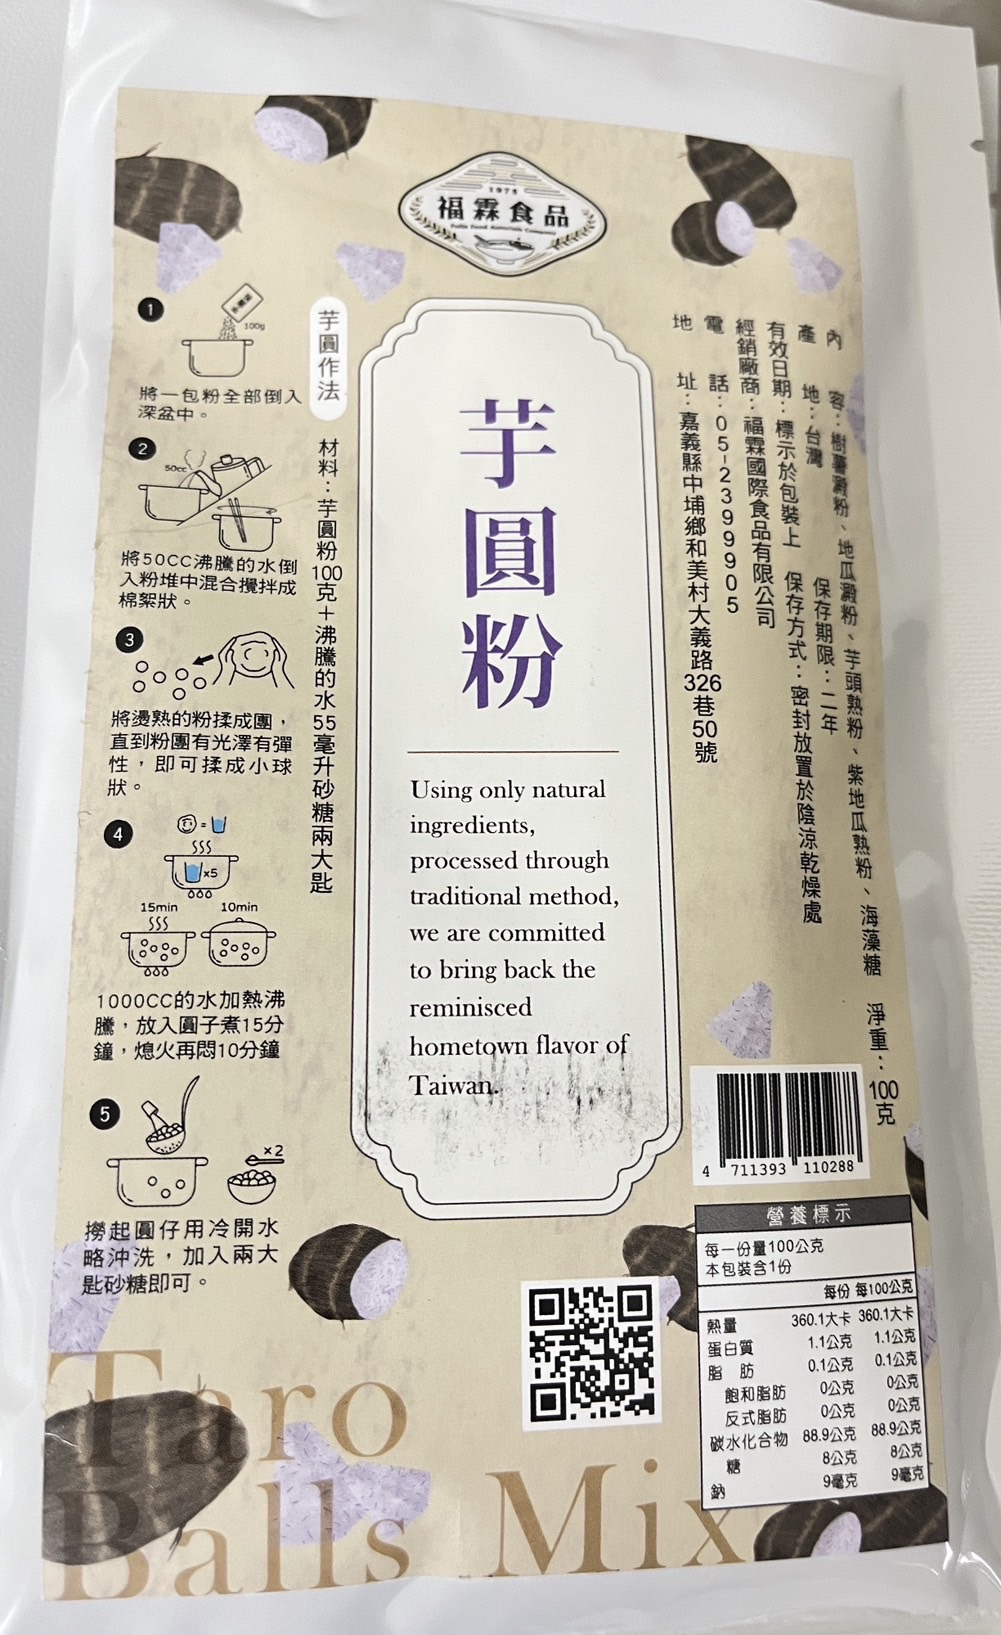 1975
福霖食品
芋圓粉
Using only natural
ingredients,
processed through
traditional method,
we are committed
to bring back the
reminisced
hometown flavor of
Taiwan.
內容：樹薯澱粉、地瓜澱粉、芋頭熟粉、紫地瓜熟粉、海藻糖 淨重：100克
產地：台灣 保存期限：二年
有效日期：標示於包裝上 保存方式：密封放置於陰涼乾燥處
經銷廠商：福霖國際食品有限公司
電話：05-2399905
地址：嘉義縣中埔鄉和美村大義路326巷50號
芋圓作法
材料：芋圓粉100克＋沸騰的水55毫升砂糖兩大匙
1
100g
將一包粉全部倒入
深盆中。
2
50cc
將50CC沸騰的水倒
入粉堆中混合攪拌成
棉絮狀。
3
將燙熟的粉揉成團，
直到粉團有光澤有彈
性，即可揉成小球
狀。
4
=
x5
15min 10min
1000CC的水加熱沸
騰，放入圓子煮15分
鐘，熄火再悶10分鐘
5
x2
撈起圓仔用冷開水
略沖洗，加入兩大
匙砂糖即可。
4 711393 110288
營養標示
每一份量100公克
本包裝含1份
每份 每100公克
熱量 360.1大卡 360.1大卡
蛋白質 1.1公克 1.1公克
脂肪 0.1公克 0.1公克
飽和脂肪 0公克 0公克
反式脂肪 0公克 0公克
碳水化合物 88.9公克 88.9公克
糖 8公克 8公克
鈉 9毫克 9毫克
Taro
Balls Mix